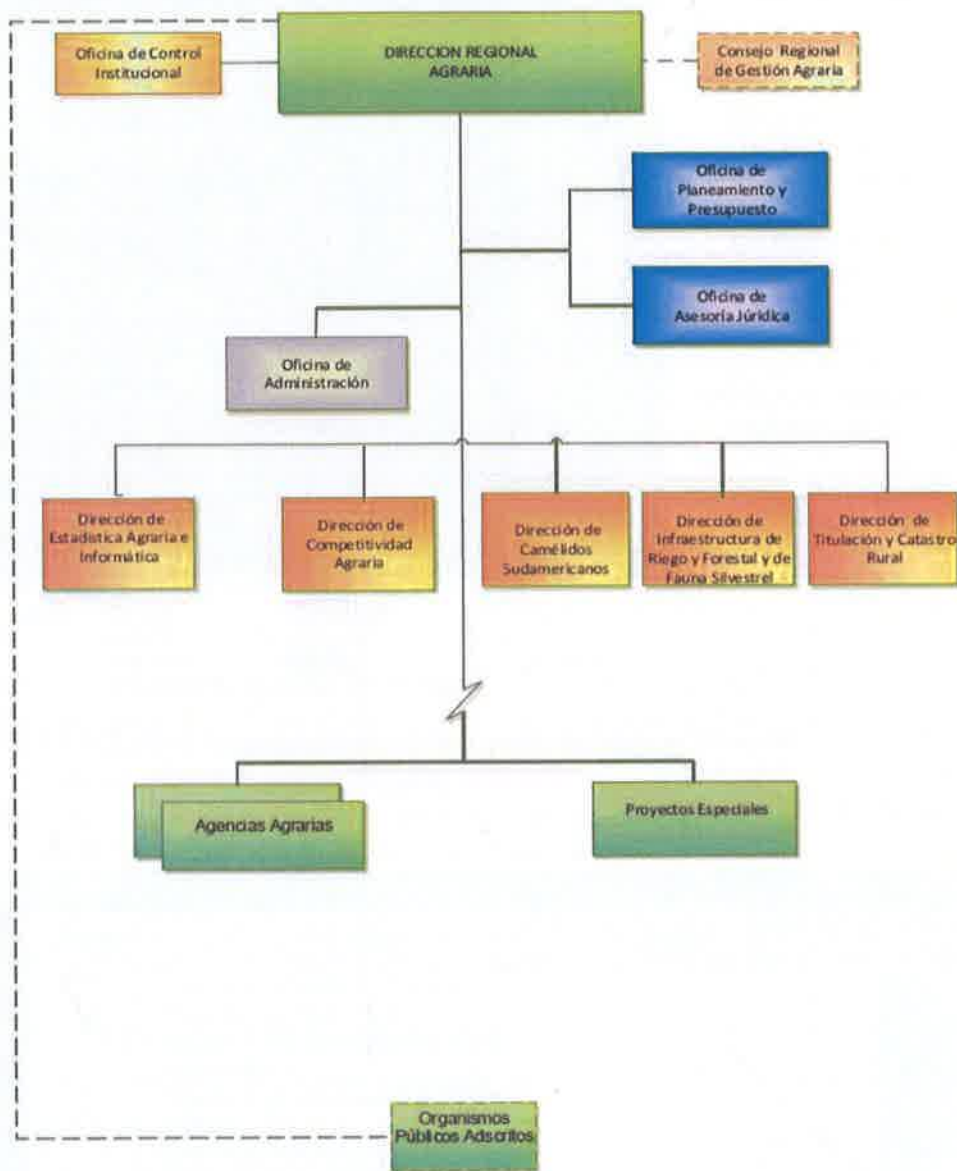 Oficina de Control
Institucional
DIRECCION REGIONAL
AGRARIA
Consejo Regional
de Gestión Agraria
Oficina de
Planeamiento y
Presupuesto
Oficina de
Asesoría Júridica
Oficina de
Administración
Dirección de
Estadística Agraria e
Informática
Dirección de
Competitividad
Agraria
Dirección de
Camélidos
Sudamericanos
Dirección de
Infraestructura de
Riego y Forestal y de
Fauna Silvestrel
Dirección de
Titulación y Catastro
Rural
Agencias Agrarias
Proyectos Especiales
Organismos
Públicos Adscritos